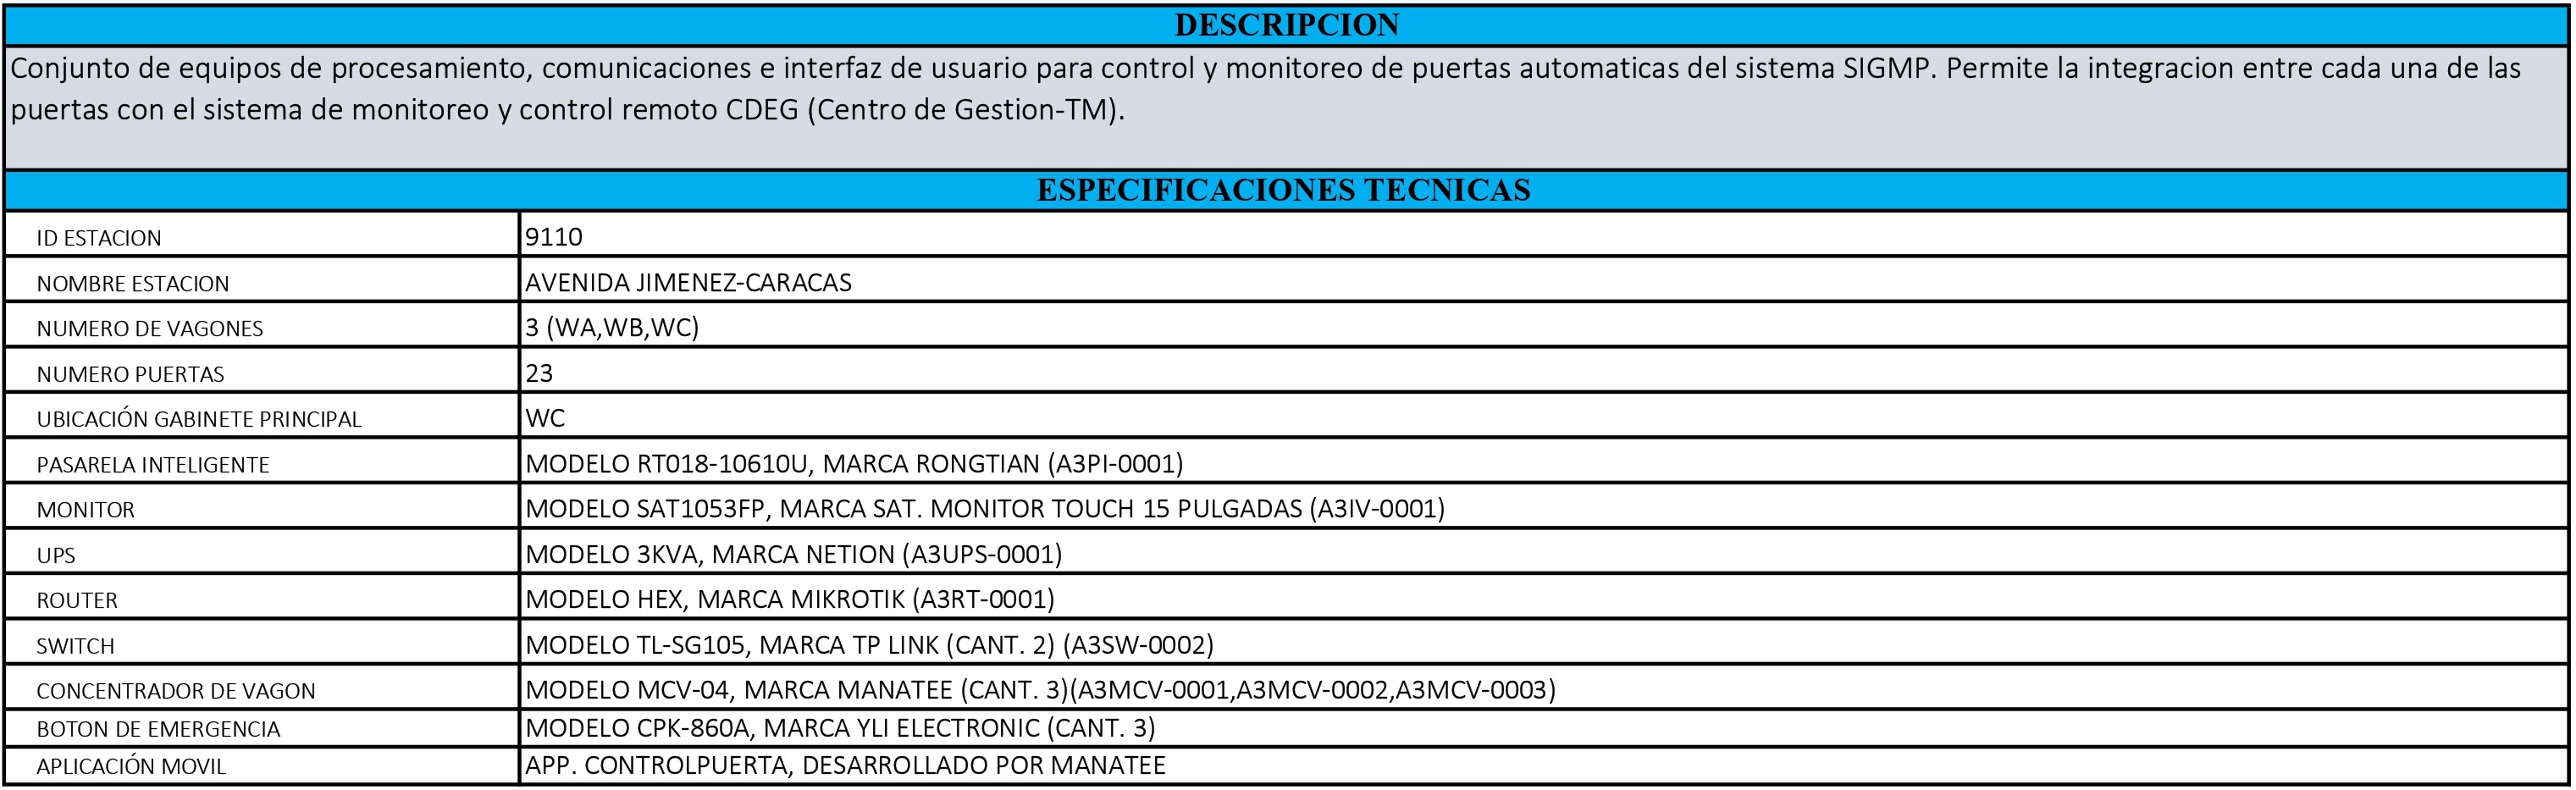 DESCRIPCION
Conjunto de equipos de procesamiento, comunicaciones e interfaz de usuario para control y monitoreo de puertas automaticas del sistema SIGMP. Permite la integracion entre cada una de las
puertas con el sistema de monitoreo y control remoto CDEG (Centro de Gestion-TM).
ESPECIFICACIONES TECNICAS
ID ESTACION 9110
NOMBRE ESTACION AVENIDA JIMENEZ-CARACAS
NUMERO DE VAGONES 3 (WA,WB,WC)
NUMERO PUERTAS 23
UBICACIÓN GABINETE PRINCIPAL WC
PASARELA INTELIGENTE MODELO RT018-10610U, MARCA RONGTIAN (A3PI-0001)
MONITOR MODELO SAT1053FP, MARCA SAT. MONITOR TOUCH 15 PULGADAS (A3IV-0001)
UPS MODELO 3KVA, MARCA NETION (A3UPS-0001)
ROUTER MODELO HEX, MARCA MIKROTIK (A3RT-0001)
SWITCH MODELO TL-SG105, MARCA TP LINK (CANT. 2) (A3SW-0002)
CONCENTRADOR DE VAGON MODELO MCV-04, MARCA MANATEE (CANT. 3)(A3MCV-0001,A3MCV-0002,A3MCV-0003)
BOTON DE EMERGENCIA MODELO CPK-860A, MARCA YLI ELECTRONIC (CANT. 3)
APLICACIÓN MOVIL APP. CONTROLPUERTA, DESARROLLADO POR MANATEE